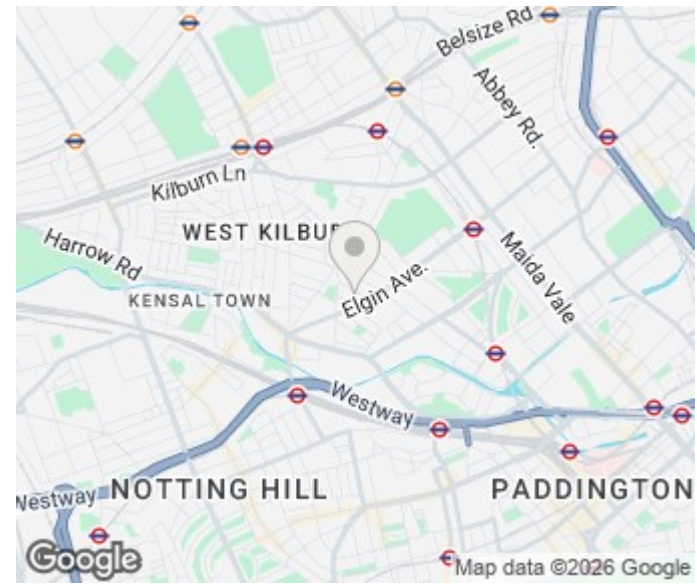 Belsize Rd
Abbey Rd.
Kilburn Ln
WEST KILBUR
Harrow Rd
Maida Vale
Elgin Ave.
KENSAL TOWN
Westway
Westway
NOTTING HILL
PADDINGTON
Google
Map data ©2026 Google